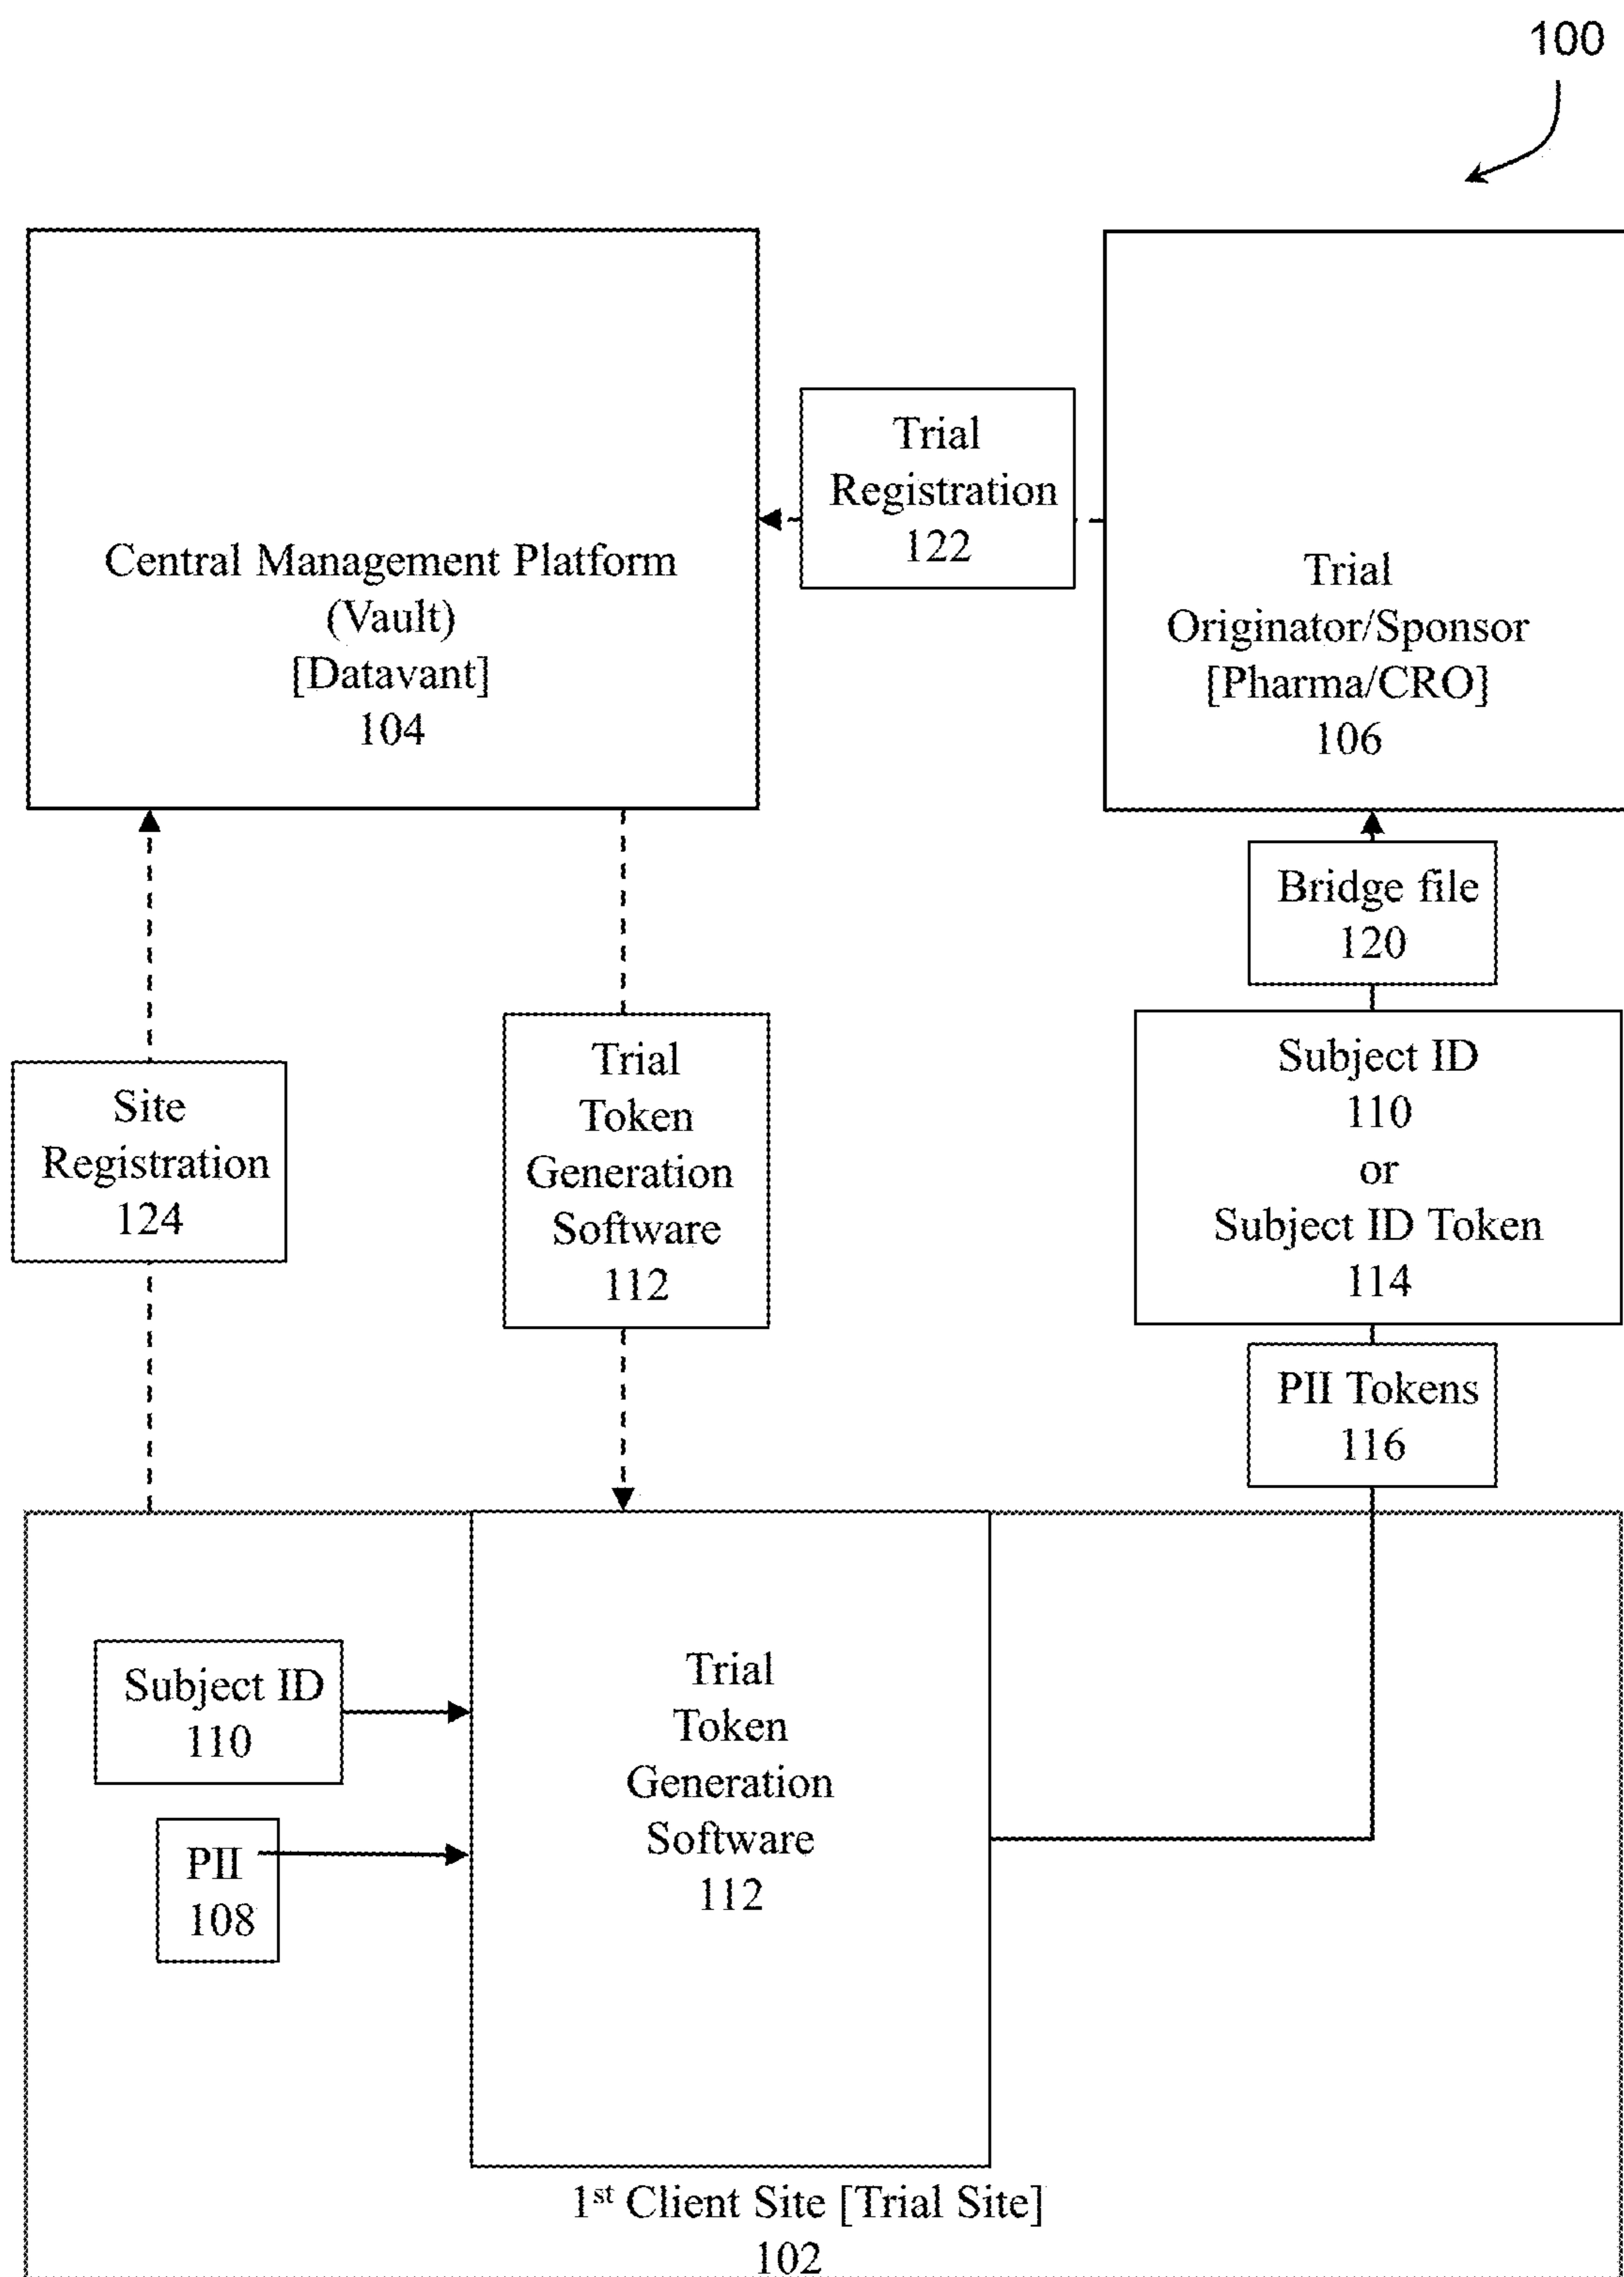 100
Trial
Registration
122
Central Management Platform
(Vault)
[Datavant]
104
Trial
Originator/Sponsor
[Pharma/CRO]
106
Bridge file
120
Trial
Token
Generation
Software
112
Subject ID
110
or
Subject ID Token
114
Site
Registration
124
PII Tokens
116
Subject ID
110
PII
108
Trial
Token
Generation
Software
112
1st Client Site [Trial Site]
102